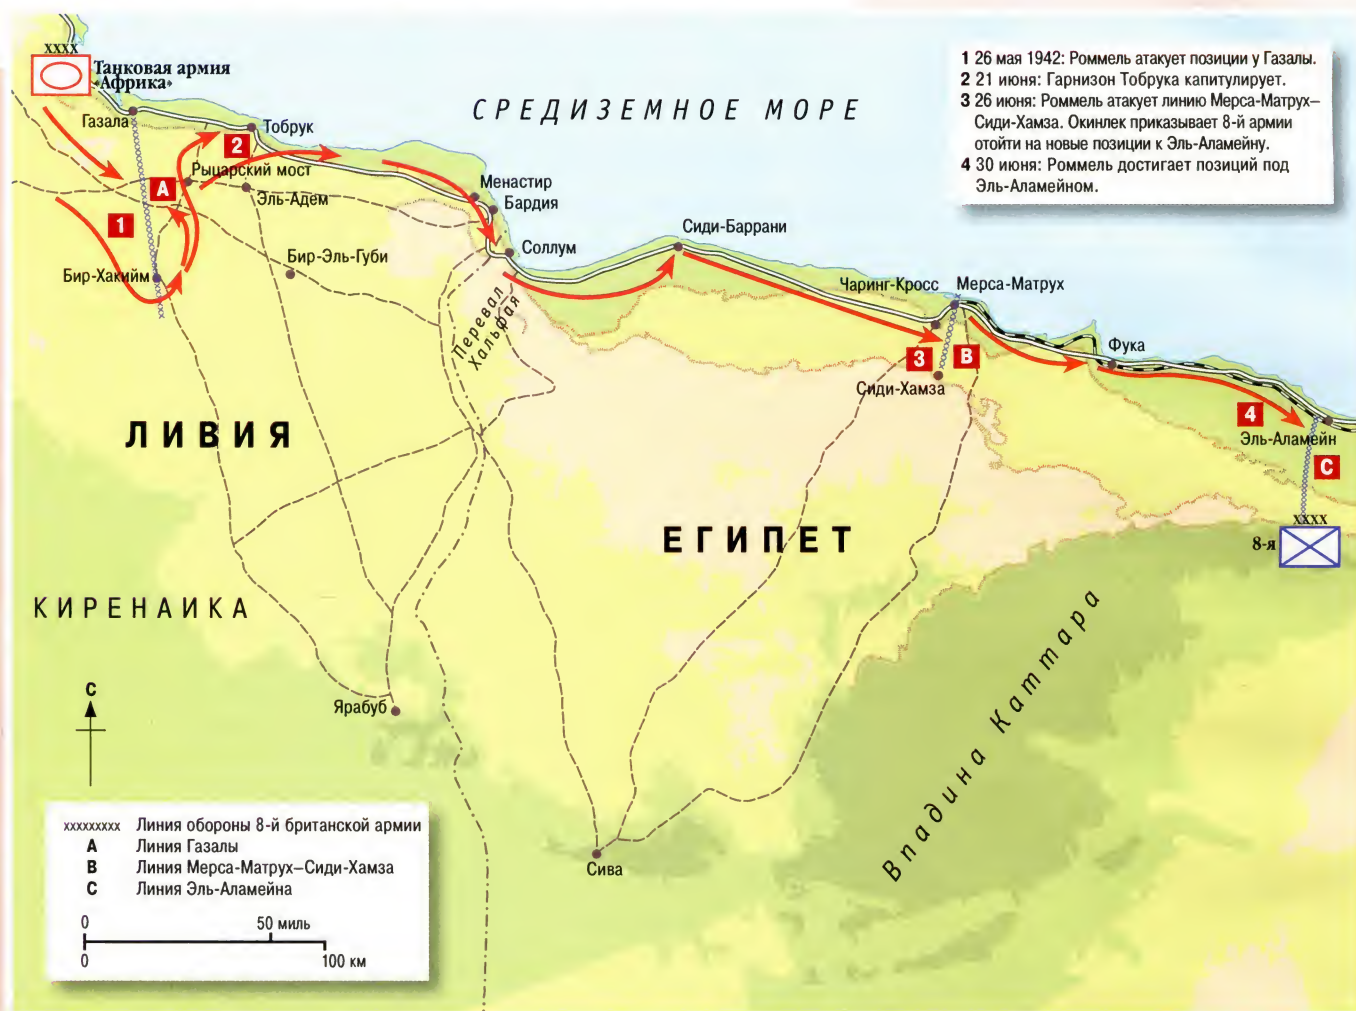 xxxx
Танковая армия
«Африка»
Газала
Тобрук
СРЕДИЗЕМНОЕ МОРЕ
1 26 мая 1942: Роммель атакует позиции у Газалы.
2 21 июня: Гарнизон Тобрука капитулирует.
3 26 июня: Роммель атакует линию Мерса-Матрух–
Сиди-Хамза. Окинлек приказывает 8-й армии
отойти на новые позиции к Эль-Аламейну.
4 30 июня: Роммель достигает позиций под
Эль-Аламейном.
2
Рыцарский мост
A
Эль-Адем
Менастир
Бардия
1
Соллум
Сиди-Баррани
Бир-Эль-Губи
Бир-Хакийм
Перевал
Хальфая
Чаринг-Кросс
Мерса-Матрух
3
B
Фука
Сиди-Хамза
4
Эль-Аламейн
C
ЛИВИЯ
ЕГИПЕТ
xxxx
8-я
КИРЕНАИКА
Впадина Каттара
С
Ярабуб
Сива
xxxxxxxxx Линия обороны 8-й британской армии
A Линия Газалы
B Линия Мерса-Матрух–Сиди-Хамза
C Линия Эль-Аламейна
0 50 миль
0 100 км